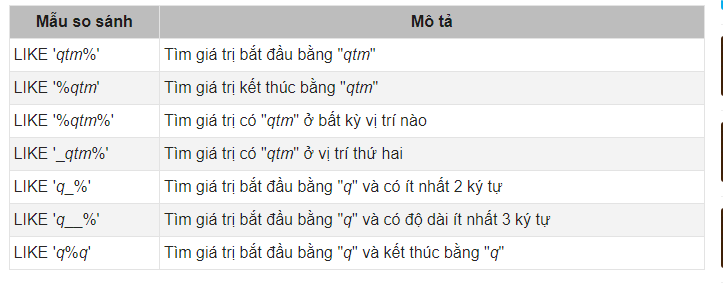 Mẫu so sánh Mô tả
LIKE 'qtm%' Tìm giá trị bắt đầu bằng "qtm"
LIKE '%qtm' Tìm giá trị kết thúc bằng "qtm"
LIKE '%qtm%' Tìm giá trị có "qtm" ở bất kỳ vị trí nào
LIKE '_qtm%' Tìm giá trị có "qtm" ở vị trí thứ hai
LIKE 'q_%' Tìm giá trị bắt đầu bằng "q" và có ít nhất 2 ký tự
LIKE 'q__%' Tìm giá trị bắt đầu bằng "q" và có độ dài ít nhất 3 ký tự
LIKE 'q%q' Tìm giá trị bắt đầu bằng "q" và kết thúc bằng "q"